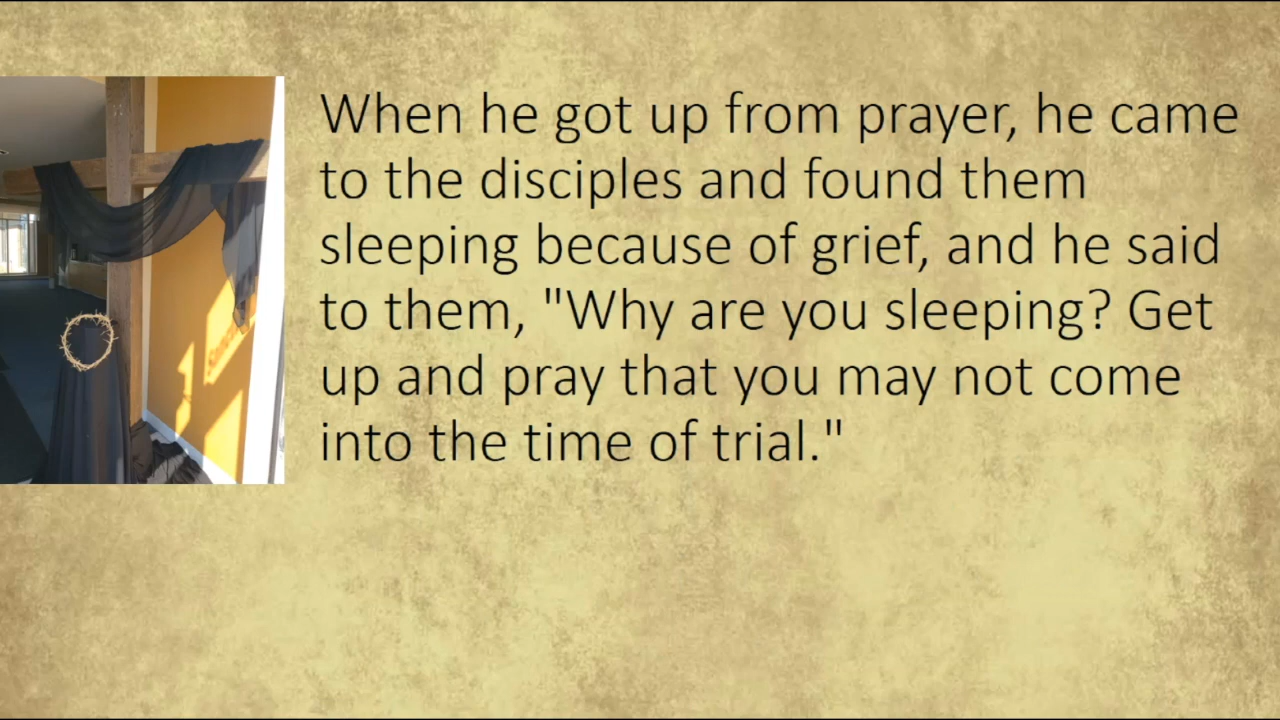 When he got up from prayer, he came
to the disciples and found them
sleeping because of grief, and he said
to them, "Why are you sleeping? Get
up and pray that you may not come
into the time of trial."